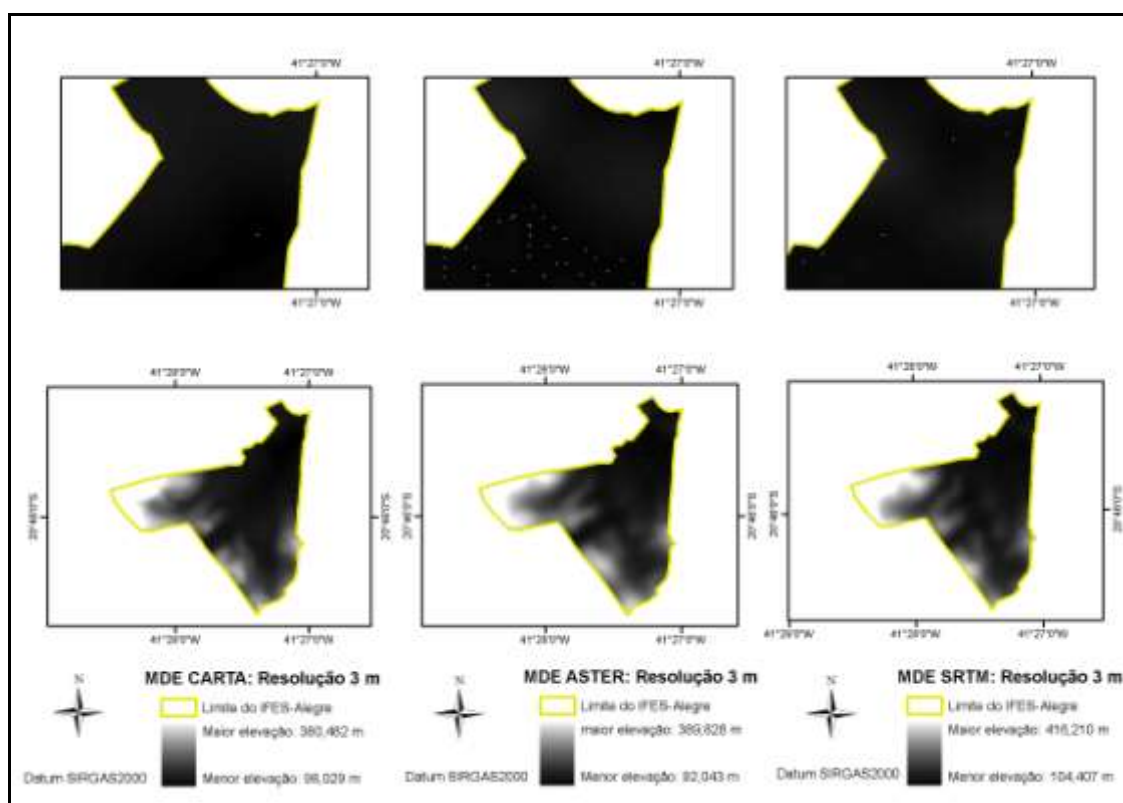 41°27'0"W
41°27'0"W
41°27'0"W
41°27'0"W
41°27'0"W
41°27'0"W
41°28'0"W
41°27'0"W
41°28'0"W
41°27'0"W
41°28'0"W
41°27'0"W
20°46'0"S
20°46'0"S
20°46'0"S
20°46'0"S
20°46'0"S
20°46'0"S
41°28'0"W
41°27'0"W
41°28'0"W
41°27'0"W
41°28'0"W
41°27'0"W
N
MDE CARTA: Resolução 3 m
Limite do IFES-Alegre
Maior elevação: 380,482 m
Menor elevação: 98,029 m
Datum SIRGAS2000
N
MDE ASTER: Resolução 3 m
Limite do IFES-Alegre
maior elevação: 389,828 m
Menor elevação: 92,043 m
Datum SIRGAS2000
N
MDE SRTM: Resolução 3 m
Limite do IFES-Alegre
Maior elevação: 416,210 m
Menor elevação: 104,407 m
Datum SIRGAS2000